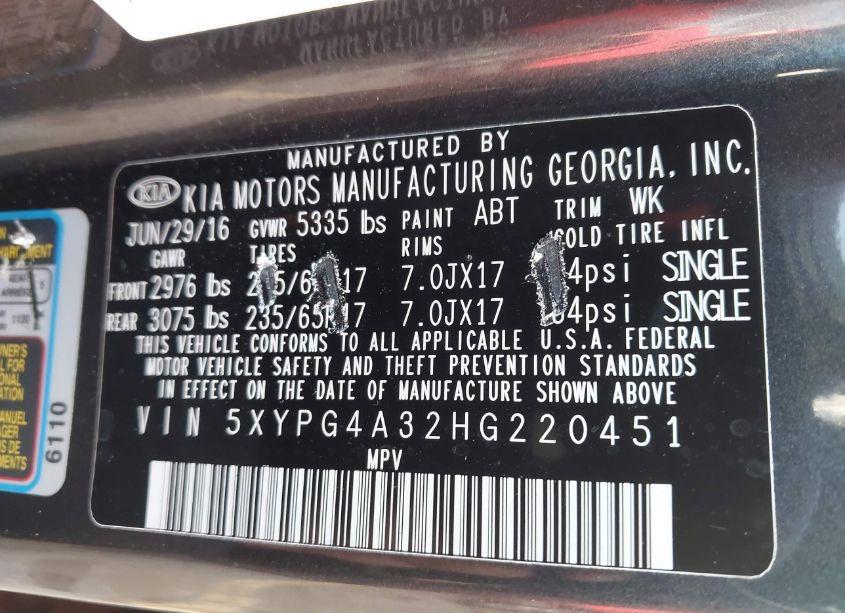 MANUFACTURED BY
KIA KIA MOTORS MANUFACTURING GEORGIA, INC.
JUN/29/16 GVWR 5335 lbs PAINT ABT TRIM WK
GAWR TIRES RIMS COLD TIRE INFL
FRONT 2976 lbs 7.0JX17 SINGLE
REAR 3075 lbs 235/65R17 7.0JX17 SINGLE
THIS VEHICLE CONFORMS TO ALL APPLICABLE U.S.A. FEDERAL
MOTOR VEHICLE SAFETY AND THEFT PREVENTION STANDARDS
IN EFFECT ON THE DATE OF MANUFACTURE SHOWN ABOVE
VIN 5XYPG4A32HG220451
MPV
6110